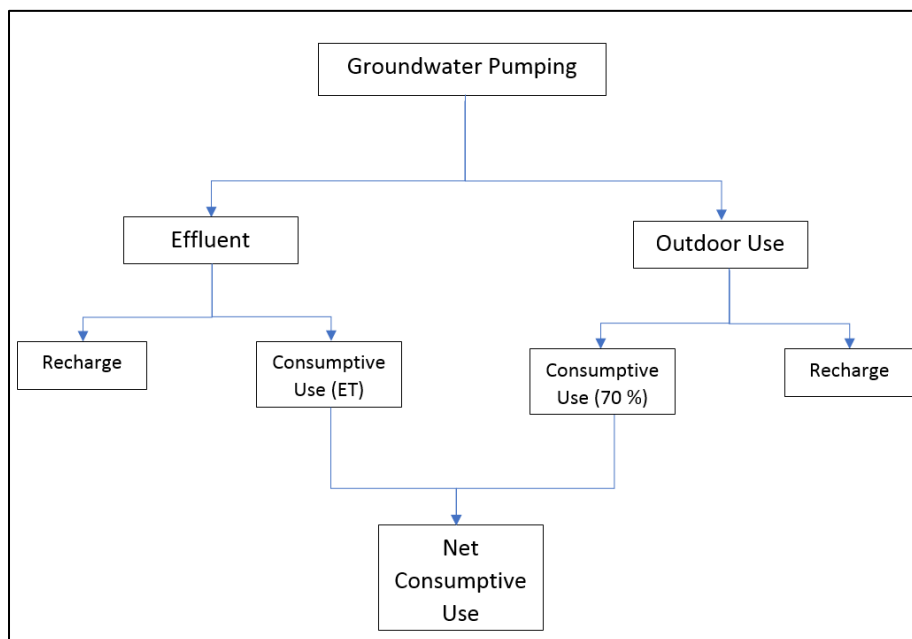 Groundwater Pumping
Effluent
Outdoor Use
Recharge
Consumptive
Use (ET)
Consumptive
Use (70 %)
Recharge
Net
Consumptive
Use